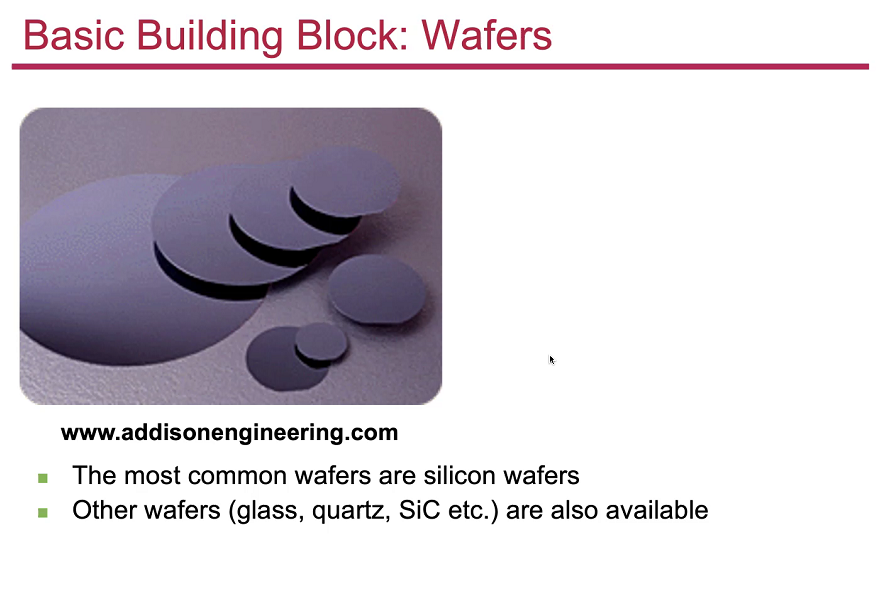 Basic Building Block: Wafers
www.addisonengineering.com
The most common wafers are silicon wafers
Other wafers (glass, quartz, SiC etc.) are also available